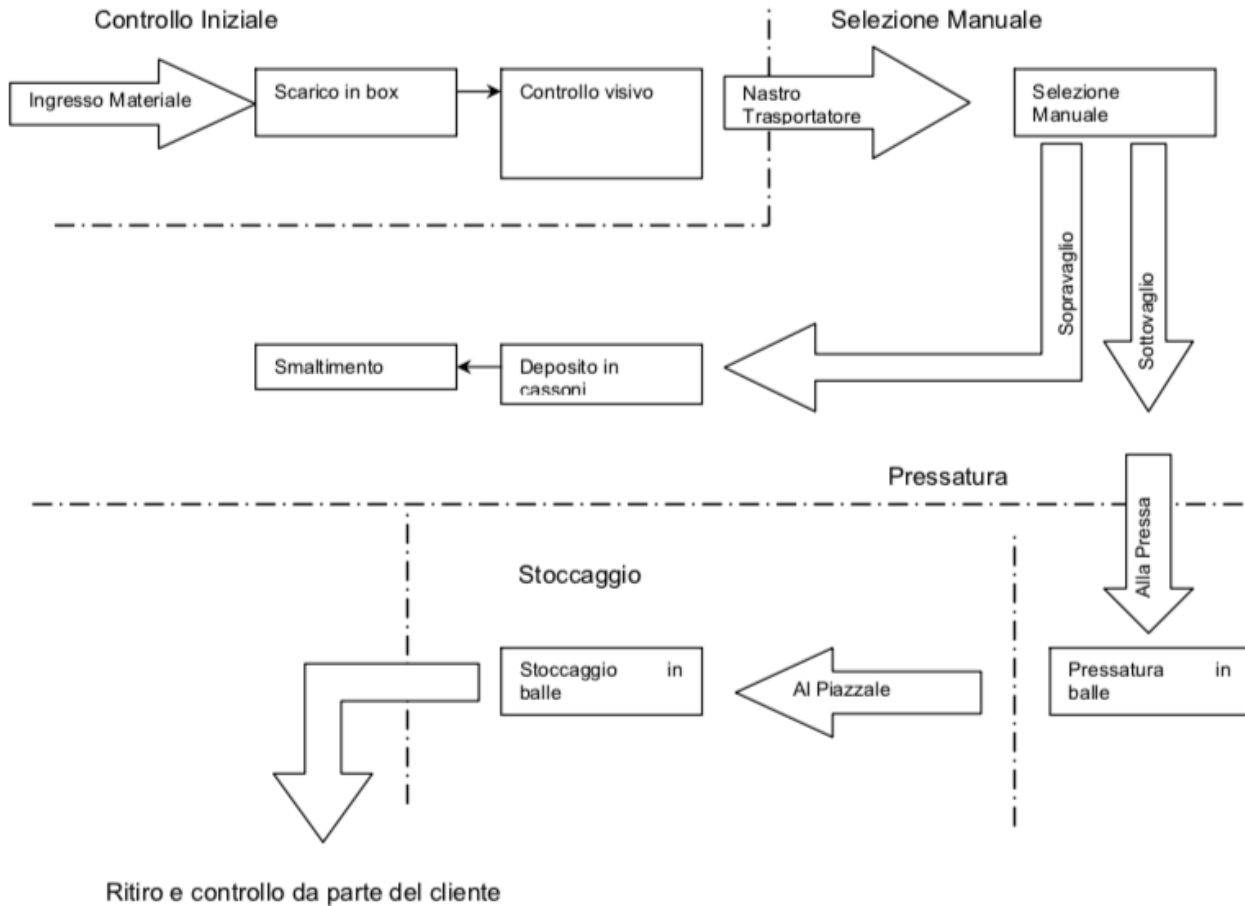 Controllo Iniziale
Selezione Manuale
Ingresso Materiale
Scarico in box
Controllo visivo
Nastro
Trasportatore
Selezione
Manuale
Sopravaglio
Sottovaglio
Smaltimento
Deposito in
cassoni
Pressatura
Alla Pressa
Stoccaggio
Stoccaggio in
balle
Al Piazzale
Pressatura in
balle
Ritiro e controllo da parte del cliente